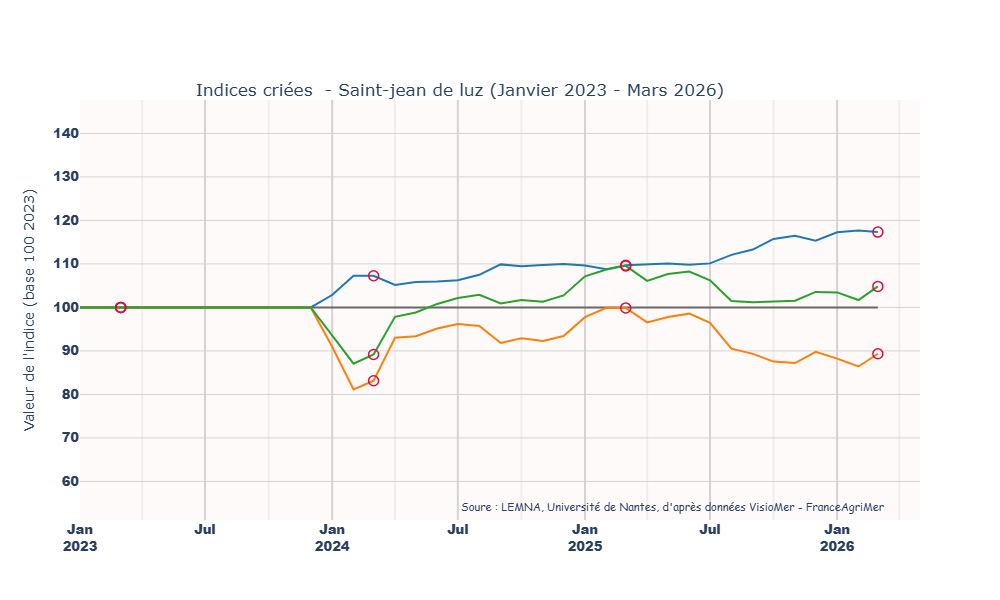 Indices criées  - Saint-jean de luz (Janvier 2023 - Mars 2026)
Valeur de l'indice (base 100 2023)
140
130
120
110
100
90
80
70
60
Soure : LEMNA, Université de Nantes, d'après données VisioMer - FranceAgriMer
Jan Jul Jan Jul Jan Jul Jan
2023 2024 2025 2026